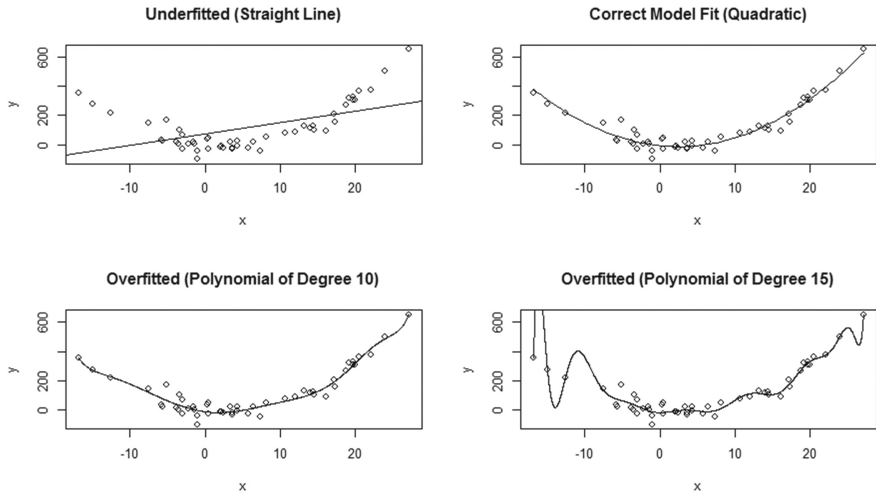 Underfitted (Straight Line)
y
600
200
0
-10 0 10 20
x
Correct Model Fit (Quadratic)
y
600
200
0
-10 0 10 20
x
Overfitted (Polynomial of Degree 10)
y
600
200
0
-10 0 10 20
x
Overfitted (Polynomial of Degree 15)
y
600
200
0
-10 0 10 20
x